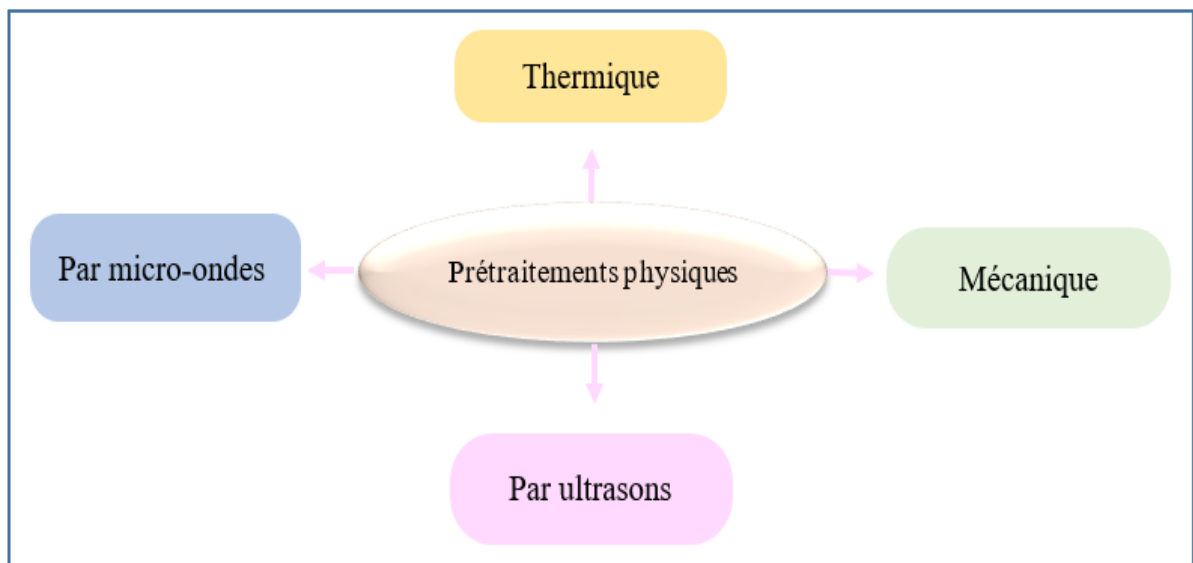 Thermique
Par micro-ondes
Prétraitements physiques
Mécanique
Par ultrasons